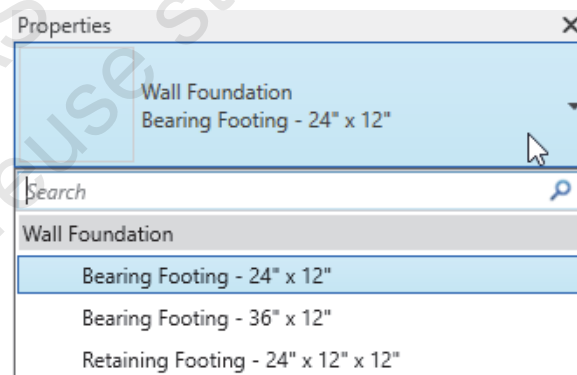 Properties
Wall Foundation
Bearing Footing - 24" x 12"
Search
Wall Foundation
Bearing Footing - 24" x 12"
Bearing Footing - 36" x 12"
Retaining Footing - 24" x 12" x 12"